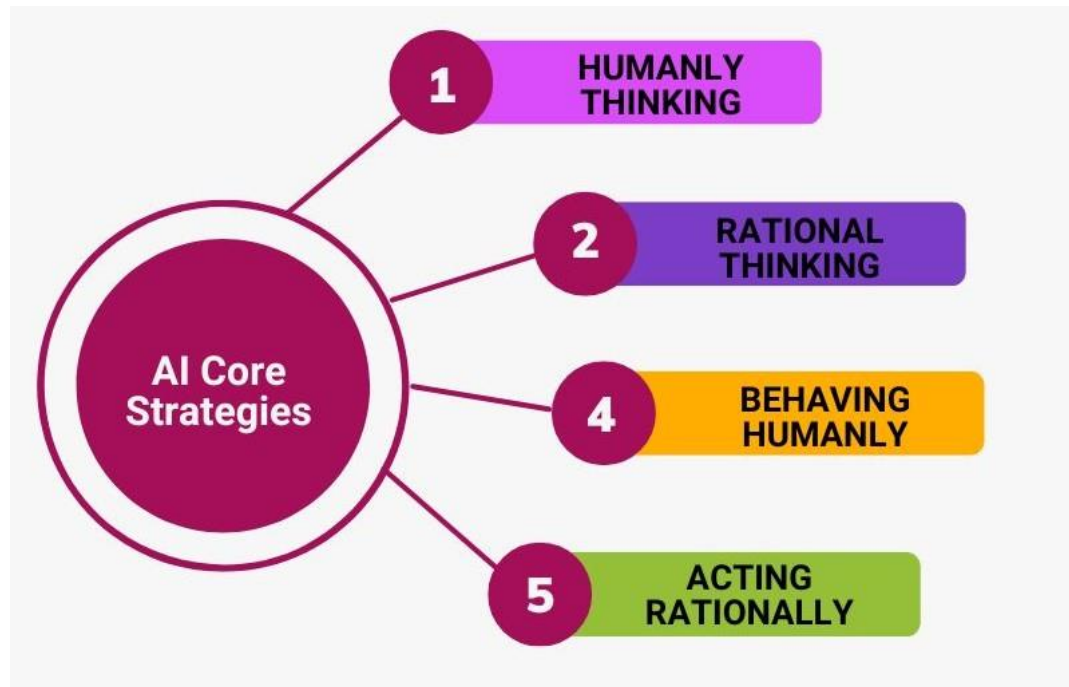 1
HUMANLY
THINKING
2
RATIONAL
THINKING
AI Core
Strategies
4
BEHAVING
HUMANLY
5
ACTING
RATIONALLY